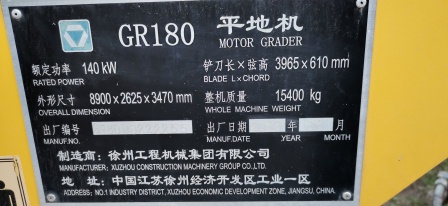 GR180 平地机
MOTOR GRADER
额定功率 140 kW 铲刀长×弦高 3965 x 610 mm
RATED POWER BLADE L×CHORD
外形尺寸 8900 x 2625 x 3470 mm 整机质量 15400 kg
OVERALL DIMENSION WHOLE MACHINE WEIGHT
出厂编号 出厂日期 年 月
MANUF.NO. MANUF.DATE YEAR MONTH
制造商：徐州工程机械集团有限公司
MANUFACTURER: XUZHOU CONSTRUCTION MACHINERY GROUP CO., LTD.
地 址：中国江苏徐州经济开发区工业一区
ADDRESS: NO.1 INDUSTRY DISTRICT, XUZHOU ECONOMIC DEVELOPMENT ZONE, JIANGSU, CHINA.